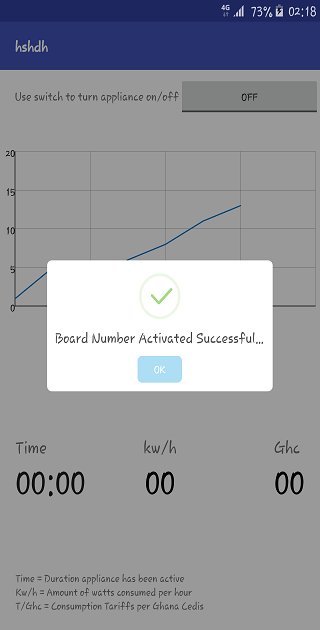 4G 73% 02:18
hshdh
Use switch to turn appliance on/off OFF
20
15
10
5
0
Board Number Activated Successful...
OK
Time kw/h Ghc
00:00 00 00
Time = Duration appliance has been active
Kw/h = Amount of watts consumed per hour
T/Ghc = Consumption Tariffs per Ghana Cedis